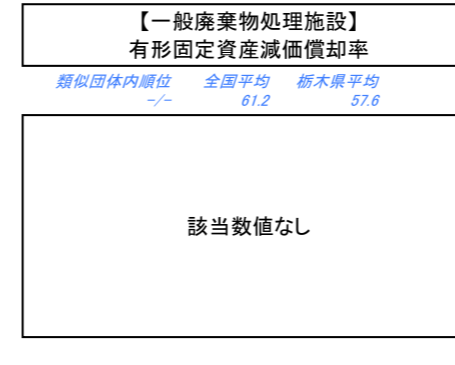 【一般廃棄物処理施設】
有形固定資産減価償却率
類似団体内順位 全国平均 栃木県平均
-/- 61.2 57.6
該当数値なし